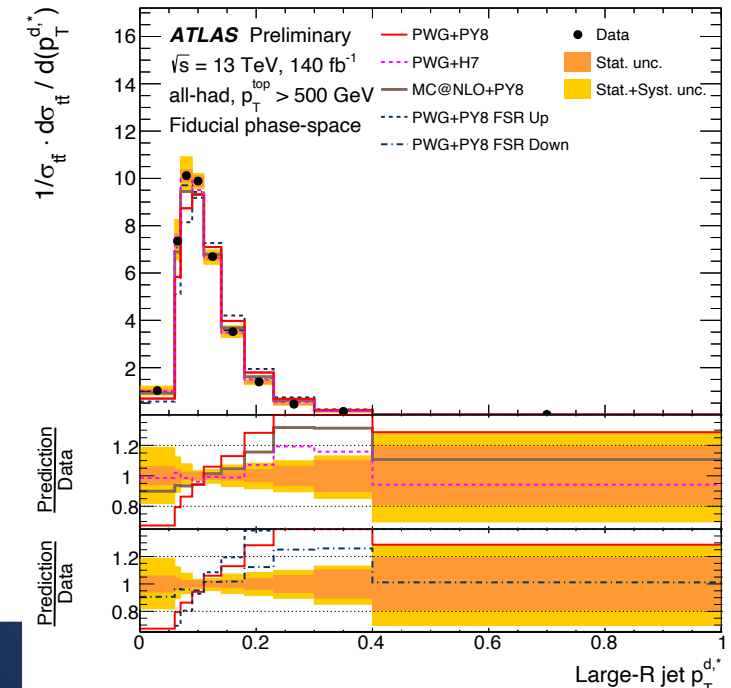 1/σ_tt̄ · dσ_tt̄ / d(p_T^{d,*})
16
14
12
10
8
6
4
2
ATLAS Preliminary
√s = 13 TeV, 140 fb⁻¹
all-had, p_T^top > 500 GeV
Fiducial phase-space
PWG+PY8
PWG+H7
MC@NLO+PY8
PWG+PY8 FSR Up
PWG+PY8 FSR Down
Data
Stat. unc.
Stat.+Syst. unc.
Prediction
Data
1.2
1
0.8
Prediction
Data
1.2
1
0.8
0 0.2 0.4 0.6 0.8 1
Large-R jet p_T^{d,*}